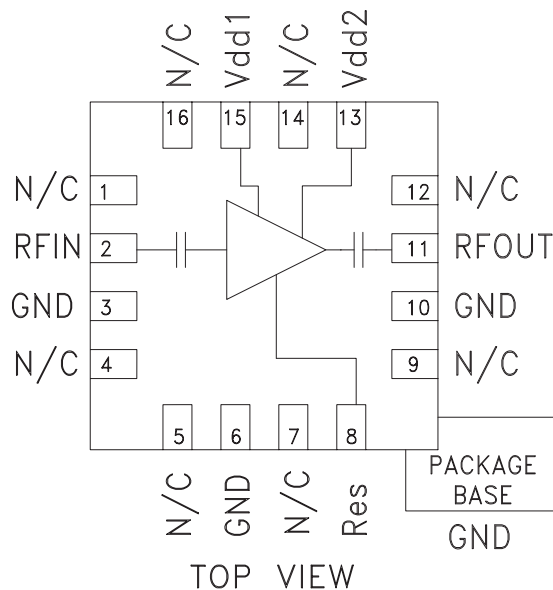 N/C
Vdd1
N/C
Vdd2
16
15
14
13
N/C 1
12 N/C
RFIN 2
11 RFOUT
GND 3
10 GND
N/C 4
9 N/C
5
6
7
8
N/C
GND
N/C
Res
PACKAGE
BASE
GND
TOP VIEW